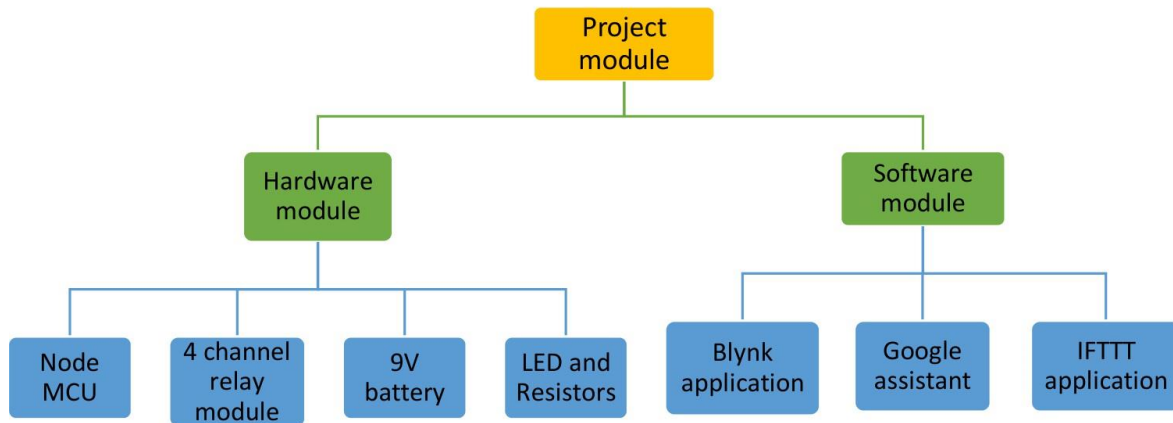 Project
module
Hardware
module
Software
module
Node
MCU
4 channel
relay
module
9V
battery
LED and
Resistors
Blynk
application
Google
assistant
IFTTT
application